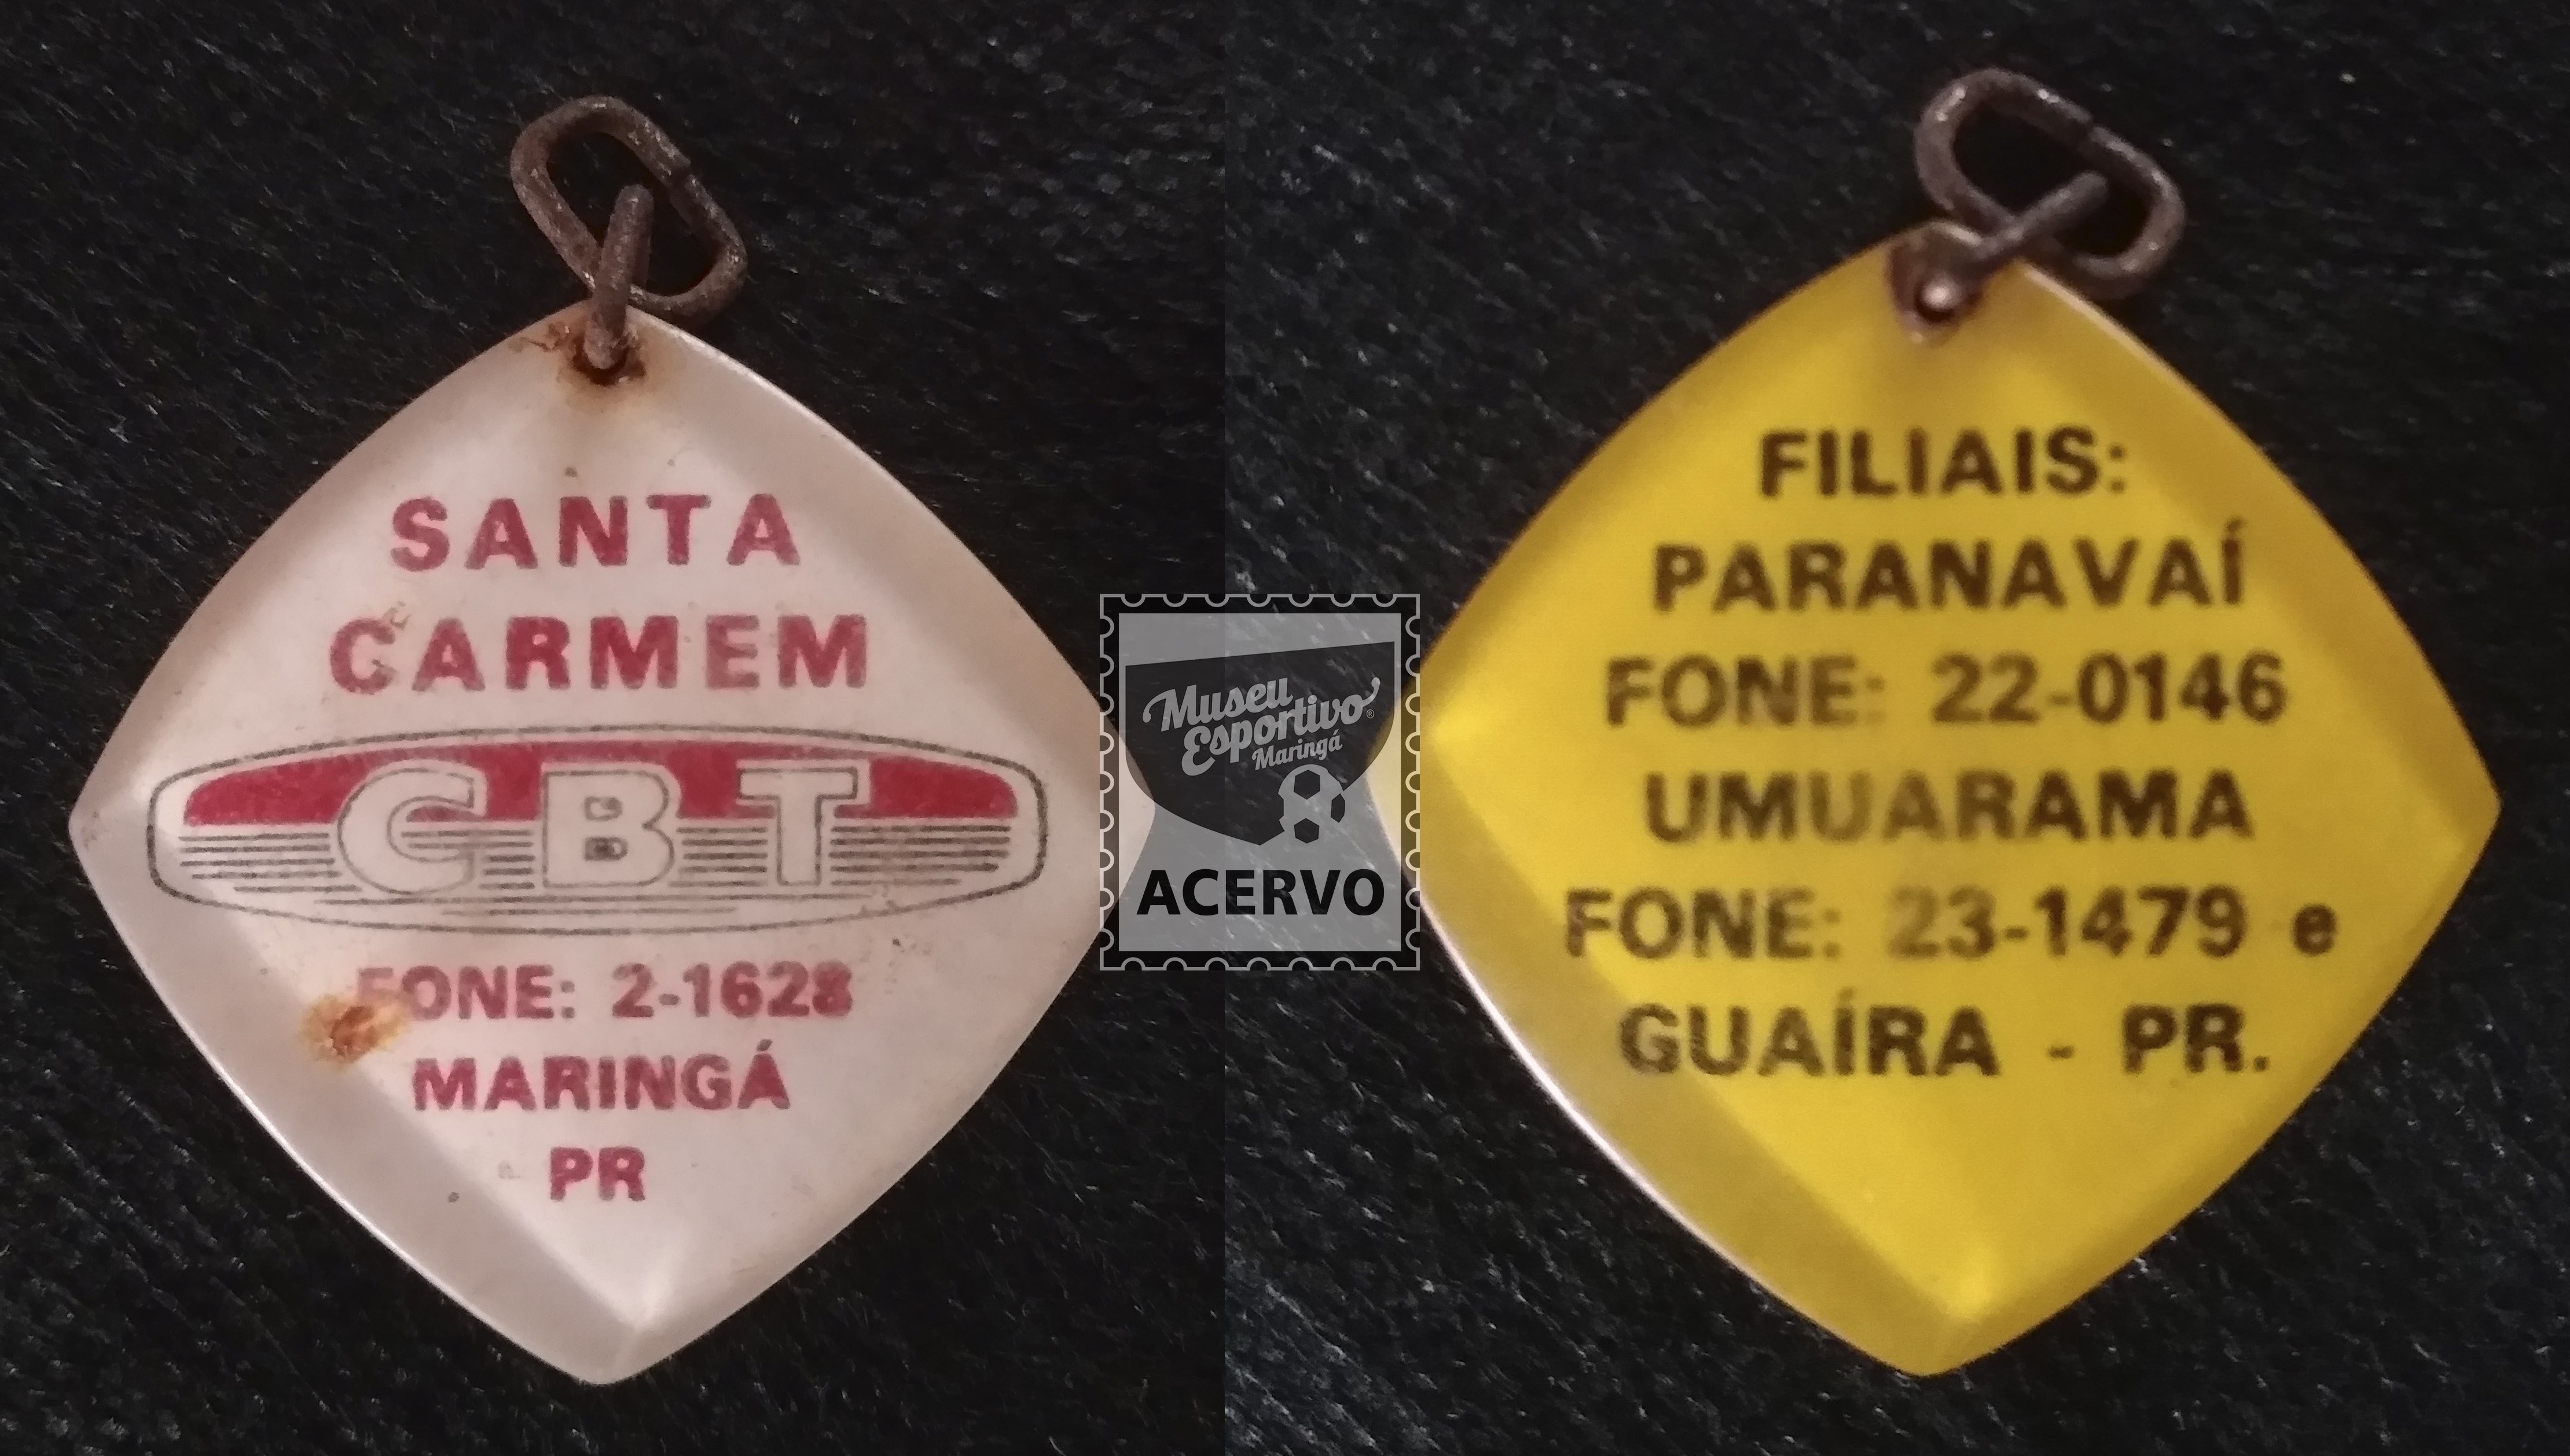 SANTA
CARMEM
CBT
FONE: 2-1628
MARINGÁ
PR
Museu
Esportivo
Maringá
ACERVO
FILIAIS:
PARANAVAÍ
FONE: 22-0146
UMUARAMA
FONE: 23-1479 e
GUAÍRA - PR.